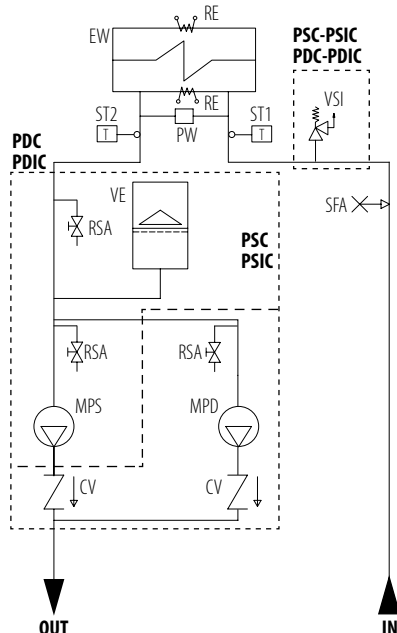 RE
EW
PSC-PSIC
PDC-PDIC
VSI
RE
ST2
ST1
T
PW
T
PDC
PDIC
VE
SFA
RSA
PSC
PSIC
RSA
RSA
MPS
MPD
CV
CV
OUT
IN